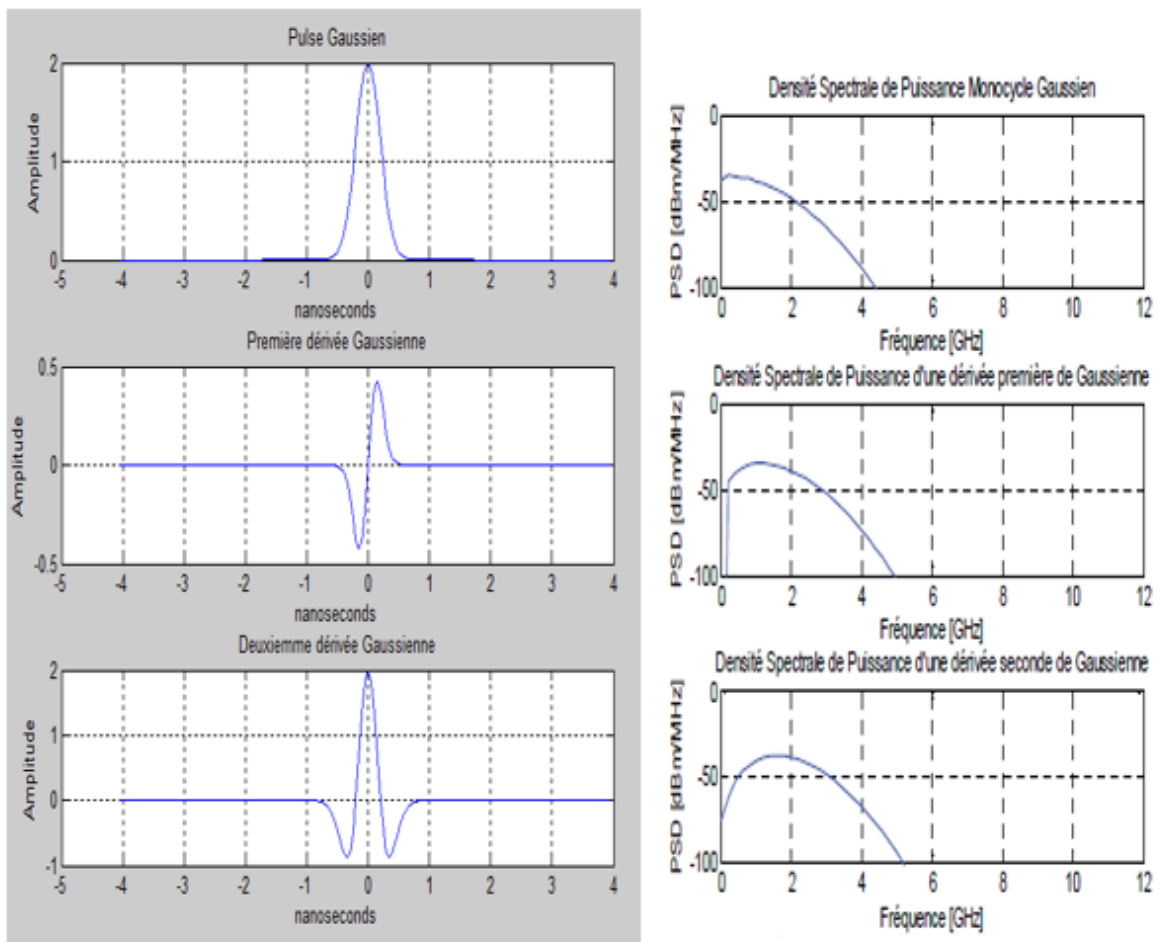 Pulse Gaussien
2
1
0
Amplitude
-5 -4 -3 -2 -1 0 1 2 3 4
nanoseconds
Première dérivée Gaussienne
0.5
0
-0.5
Amplitude
-5 -4 -3 -2 -1 0 1 2 3 4
nanoseconds
Deuxiemme dérivée Gaussienne
2
1
0
-1
Amplitude
-5 -4 -3 -2 -1 0 1 2 3 4
nanoseconds
Densité Spectrale de Puissance Monocycle Gaussien
0
-50
-100
PSD [dBm/MHz]
0 2 4 6 8 10 12
Fréquence [GHz]
Densité Spectrale de Puissance d'une dérivée première de Gaussienne
0
-50
-100
PSD [dBm/MHz]
0 2 4 6 8 10 12
Fréquence [GHz]
Densité Spectrale de Puissance d'une dérivée seconde de Gaussienne
0
-50
-100
PSD [dBm/MHz]
0 2 4 6 8 10 12
Fréquence [GHz]